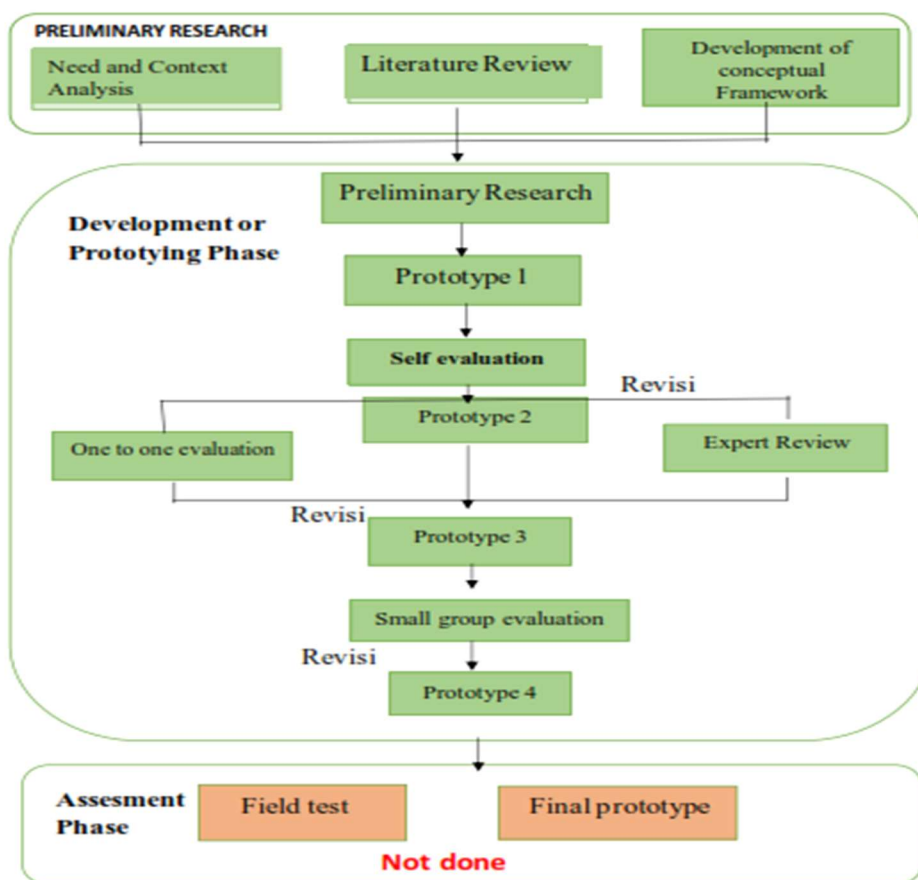 PRELIMINARY RESEARCH
Need and Context
Analysis
Literature Review
Development of
conceptual
Framework
Preliminary Research
Development or
Prototying Phase
Prototype 1
Self evaluation
Revisi
Prototype 2
One to one evaluation
Expert Review
Revisi
Prototype 3
Small group evaluation
Revisi
Prototype 4
Assesment
Phase
Field test
Final prototype
Not done